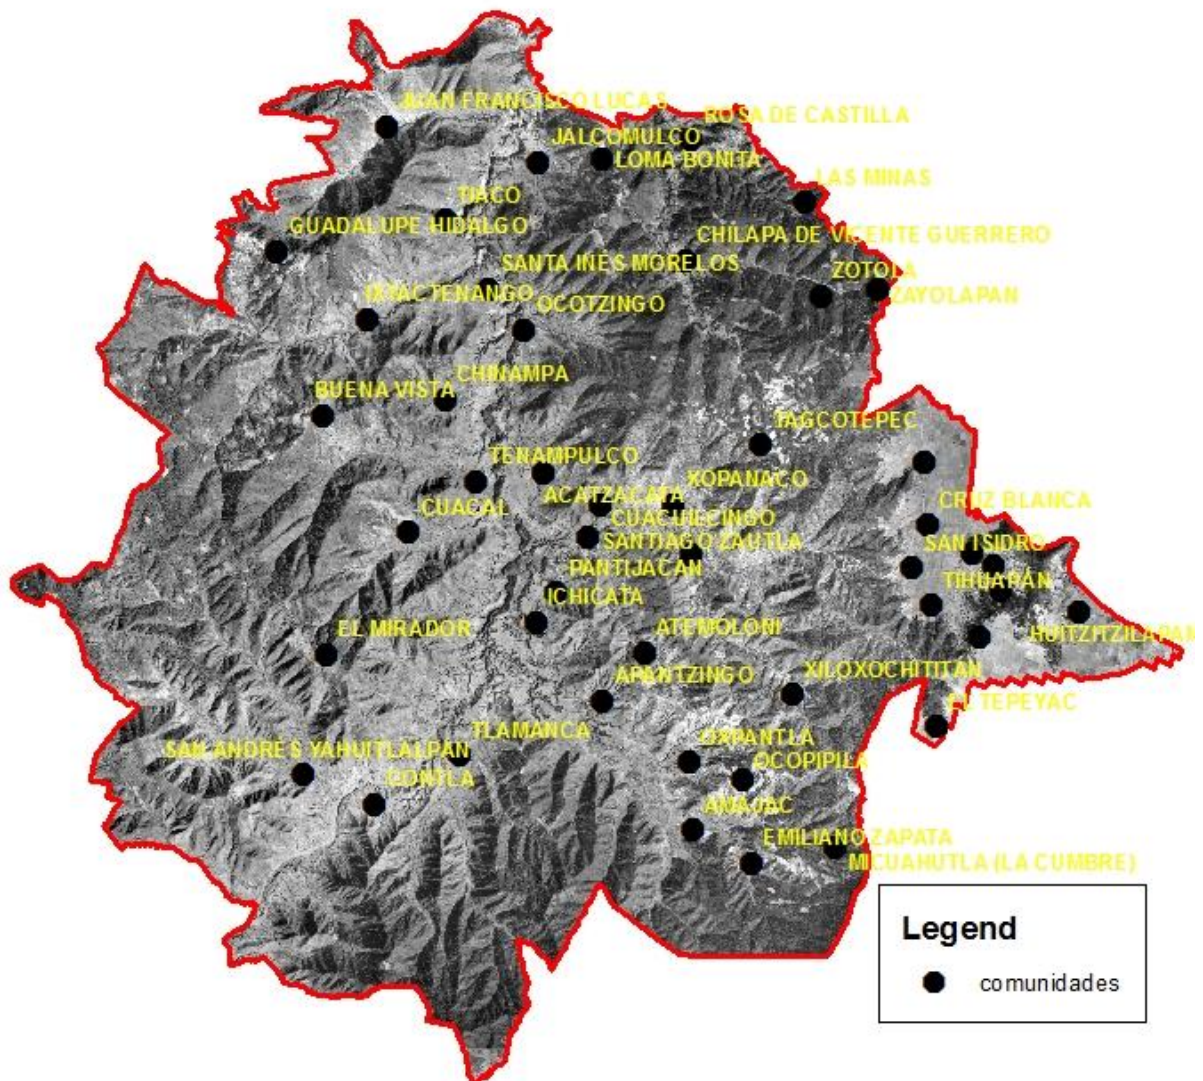 JUAN FRANCISCO LUCAS
ROSA DE CASTILLA
JALCOMULCO
LOMA BONITA
LAS MINAS
TIACO
GUADALUPE HIDALGO
CHILAPA DE VICENTE GUERRERO
SANTA INÉS MORELOS
ZOTOLA
IXTACTENANGO
OCOTZINGO
ZAYOLAPAN
CHINAMPA
BUENA VISTA
TAGCOTEPEC
TENAMPULCO
XOPANACO
ACATZACATA
CRUZ BLANCA
CUACAL
CUACUILCINGO
SANTIAGO ZAUTLA
SAN ISIDRO
PANTIJACAN
TIHUAPÁN
ICHICATA
EL MIRADOR
ATEMOLONI
HUITZITZILAPAN
APANTZINGO
XILOXOCHITITAN
EL TEPEYAC
TLAMANCA
OXPANTLA
SAN ANDRÉS YAHUITLALPAN
OCOPIPILA
CONTLA
AMAJAC
EMILIANO ZAPATA
MICUAHUTLA (LA CUMBRE)
Legend
comunidades